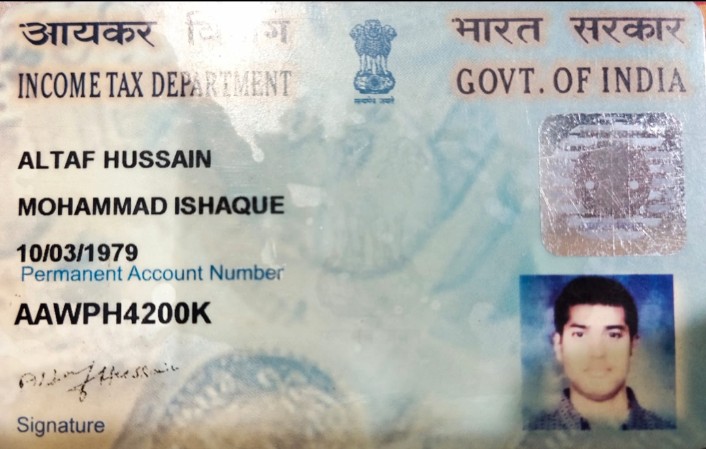 आयकर विभाग
भारत सरकार
INCOME TAX DEPARTMENT
GOVT. OF INDIA
सत्यमेव जयते
ALTAF HUSSAIN
MOHAMMAD ISHAQUE
10/03/1979
Permanent Account Number
AAWPH4200K
Hussain
Signature